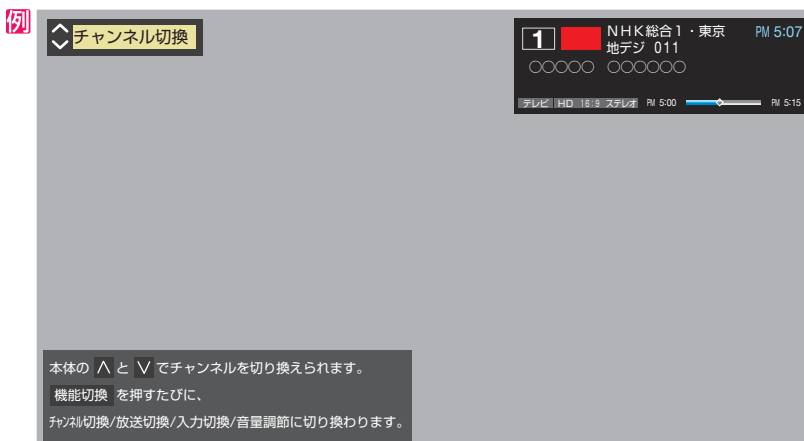 例
チャンネル切換
1 NHK総合1・東京 PM 5:07
地デジ 011
○○○○○ ○○○○○○
テレビ HD 16:9 ステレオ PM 5:00 PM 5:15
本体の ∧ と ∨ でチャンネルを切り換えられます。
機能切換 を押すたびに、
ﾁｬﾝﾈﾙ切換/放送切換/入力切換/音量調節に切り換わります。